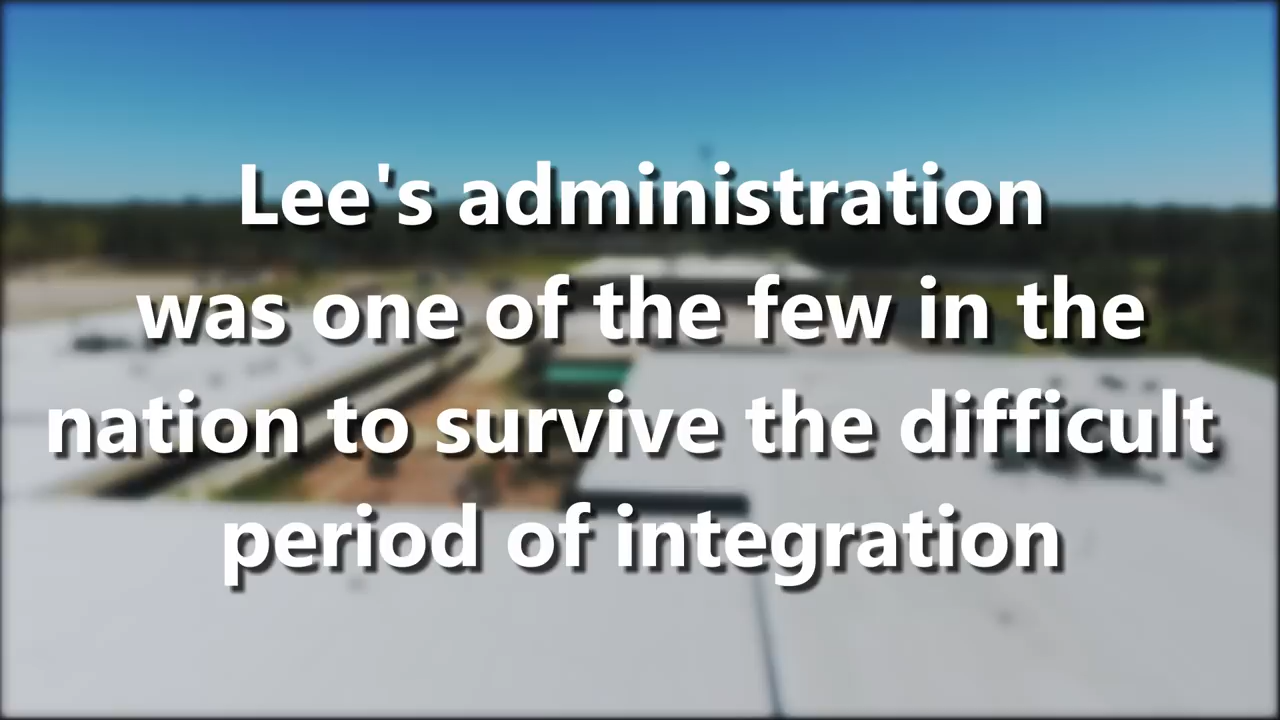 Lee's administration
was one of the few in the
nation to survive the difficult
period of integration